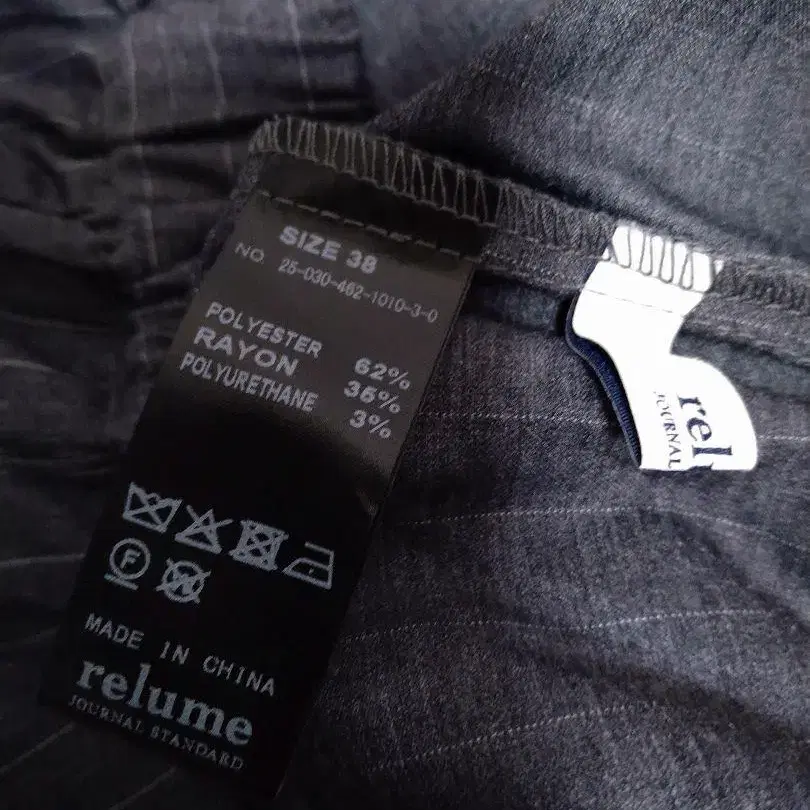 SIZE 38
NO. 25-030-462-1010-3-0
POLYESTER 62%
RAYON 35%
POLYURETHANE 3%
F
W
MADE IN CHINA
relume
JOURNAL STANDARD
rel
JOURNAL